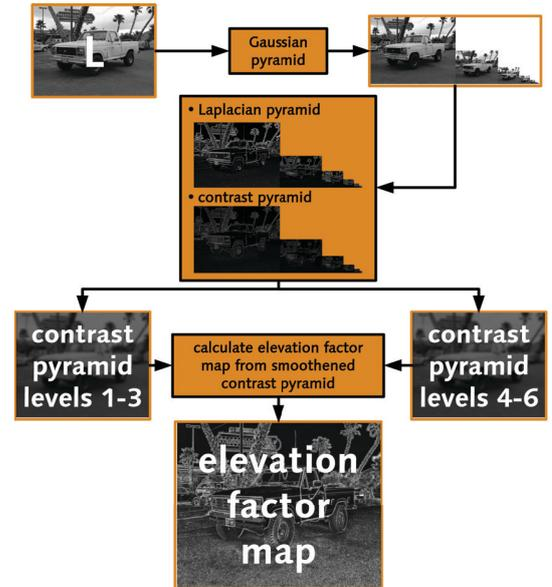 L
Gaussian
pyramid
• Laplacian pyramid
• contrast pyramid
contrast
pyramid
levels 1-3
calculate elevation factor
map from smoothened
contrast pyramid
contrast
pyramid
levels 4-6
elevation
factor
map